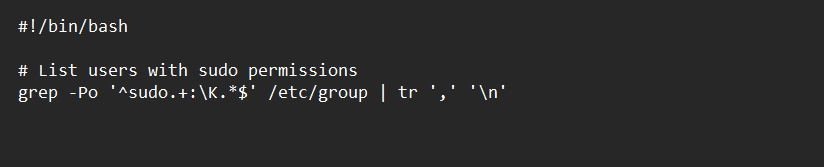 #!/bin/bash
# List users with sudo permissions
grep -Po '^sudo.+:\K.*$' /etc/group | tr ',' '\n'